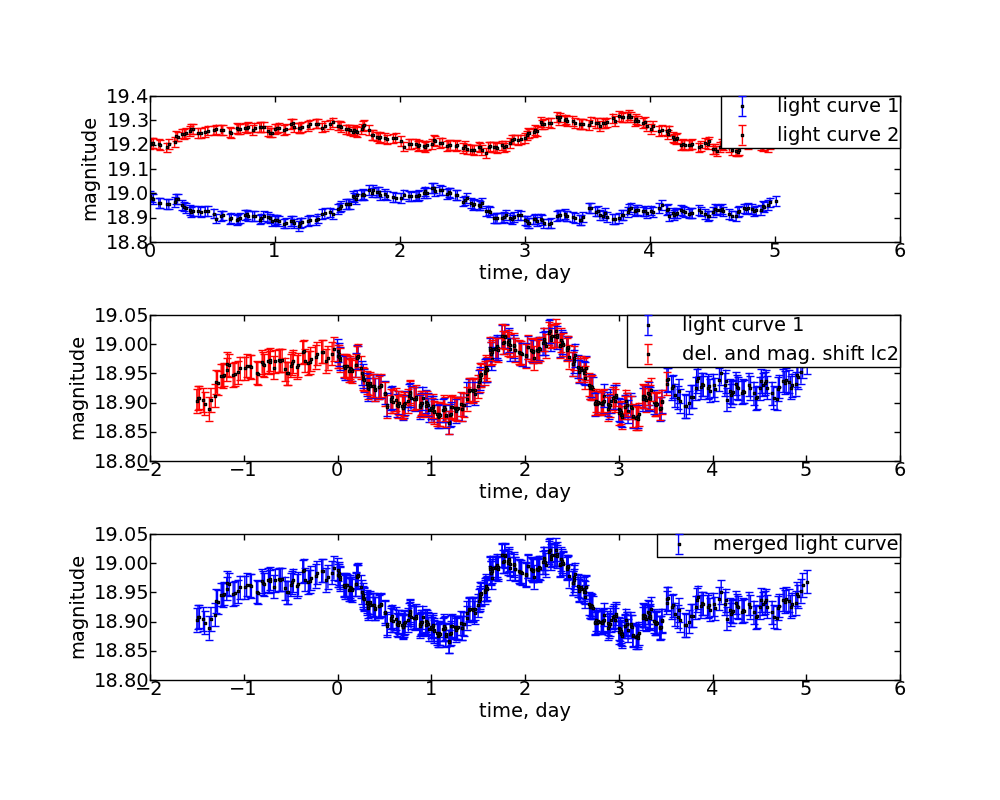 19.4
19.3
19.2
19.1
19.0
18.9
18.8
magnitude
light curve 1
light curve 2
0 1 2 3 4 5 6
time, day
19.05
19.00
18.95
18.90
18.85
18.80
magnitude
light curve 1
del. and mag. shift lc2
−2 −1 0 1 2 3 4 5 6
time, day
19.05
19.00
18.95
18.90
18.85
18.80
magnitude
merged light curve
−2 −1 0 1 2 3 4 5 6
time, day